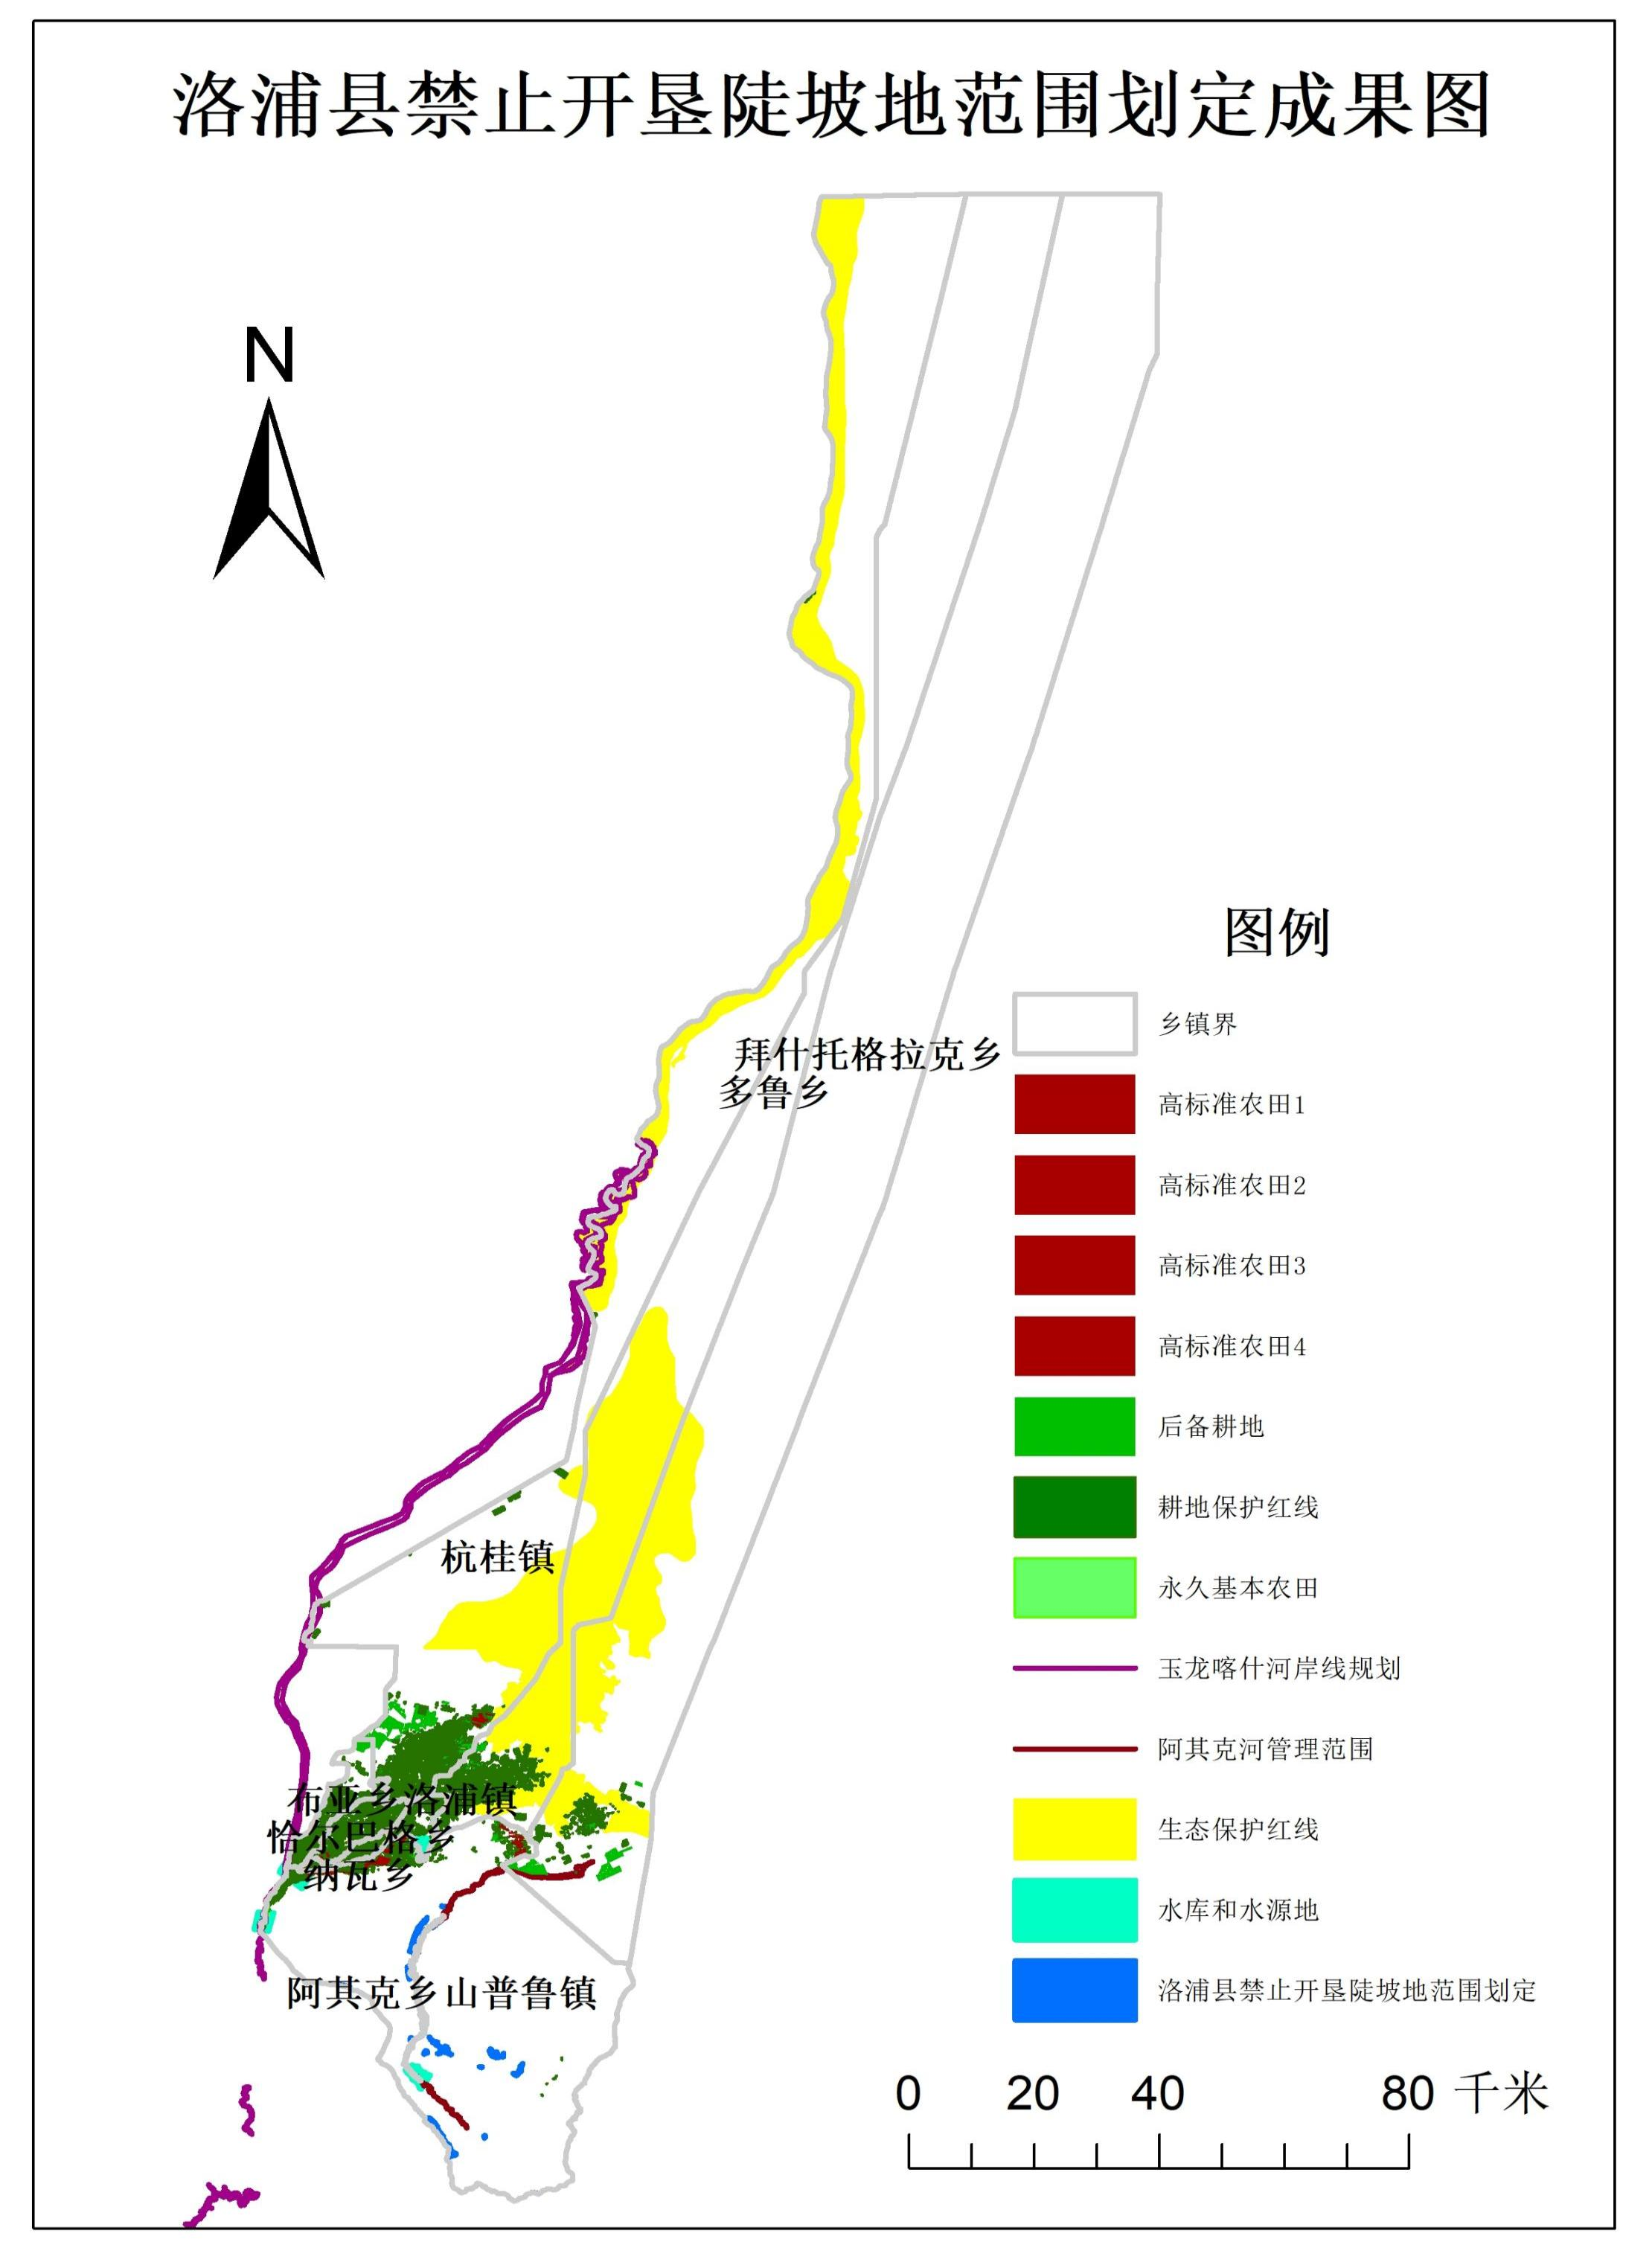 洛浦县禁止开垦陡坡地范围划定成果图
N
拜什托格拉克乡
多鲁乡
杭桂镇
布亚乡洛浦镇
恰尔巴格乡
纳瓦乡
阿其克乡山普鲁镇
图例
乡镇界
高标准农田1
高标准农田2
高标准农田3
高标准农田4
后备耕地
耕地保护红线
永久基本农田
玉龙喀什河岸线规划
阿其克河管理范围
生态保护红线
水库和水源地
洛浦县禁止开垦陡坡地范围划定
0 20 40 80 千米